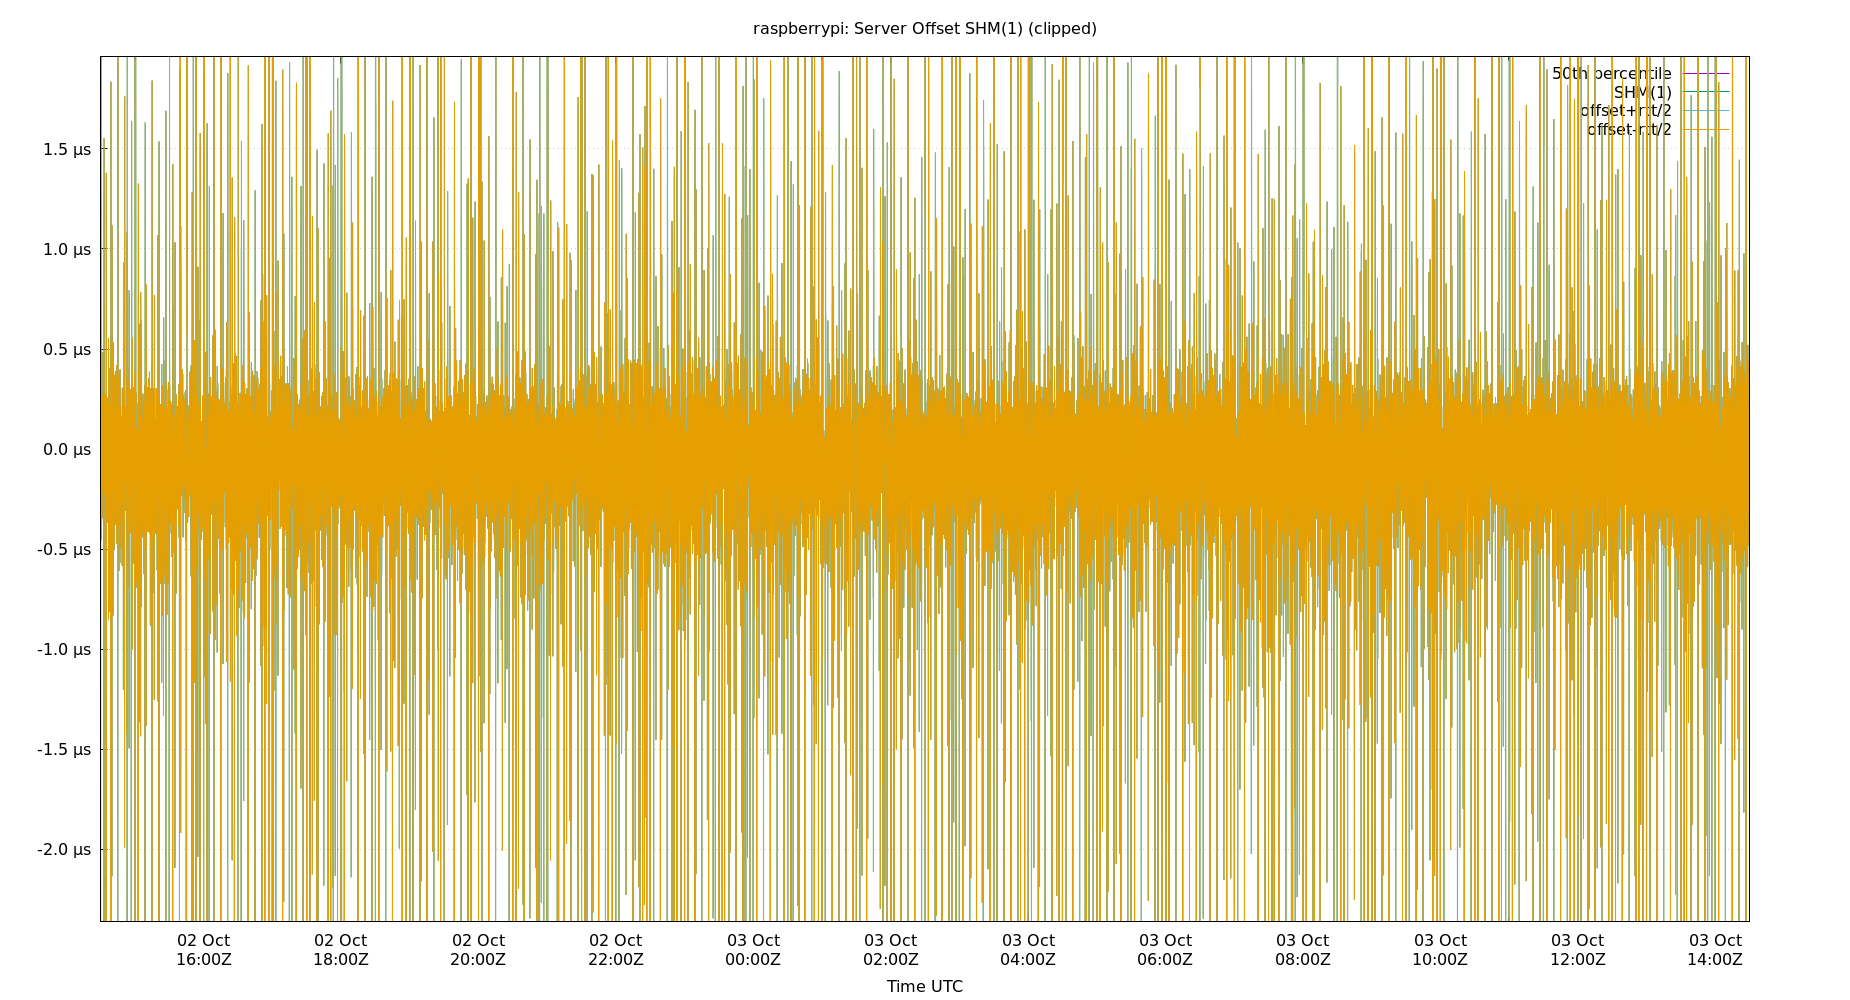 raspberrypi: Server Offset SHM(1) (clipped)
50th percentile
SHM(1)
offset+rtt/2
offset-rtt/2
1.5 µs
1.0 µs
0.5 µs
0.0 µs
-0.5 µs
-1.0 µs
-1.5 µs
-2.0 µs
02 Oct 02 Oct 02 Oct 02 Oct 03 Oct 03 Oct 03 Oct 03 Oct 03 Oct 03 Oct 03 Oct 03 Oct
16:00Z 18:00Z 20:00Z 22:00Z 00:00Z 02:00Z 04:00Z 06:00Z 08:00Z 10:00Z 12:00Z 14:00Z
Time UTC